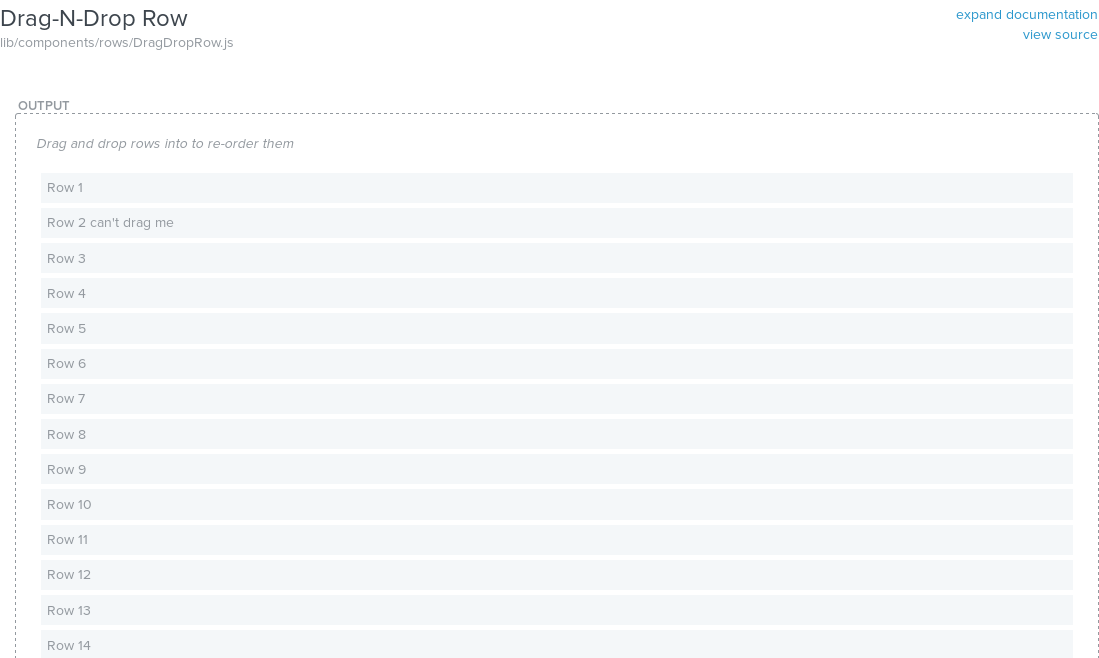 Drag-N-Drop Row
expand documentation
lib/components/rows/DragDropRow.js
view source
OUTPUT
Drag and drop rows into to re-order them
Row 1
Row 2 can't drag me
Row 3
Row 4
Row 5
Row 6
Row 7
Row 8
Row 9
Row 10
Row 11
Row 12
Row 13
Row 14